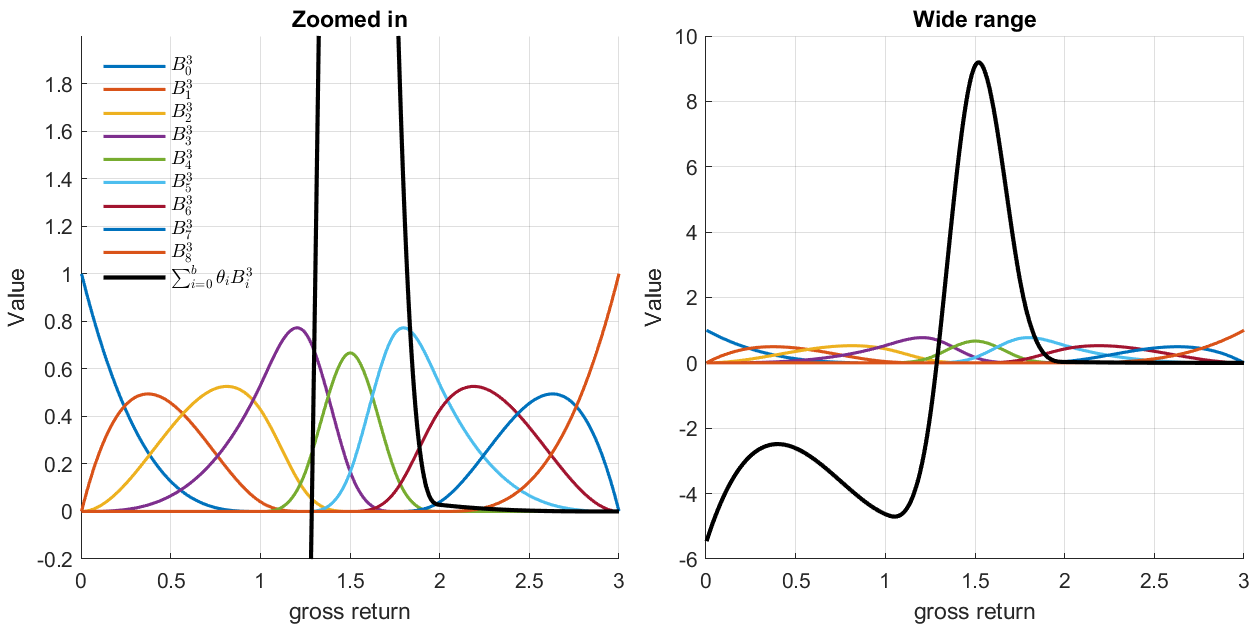 Zoomed in
Value
1.8
1.6
1.4
1.2
1
0.8
0.6
0.4
0.2
0
-0.2
$B_0^3$
$B_1^3$
$B_2^3$
$B_3^3$
$B_4^3$
$B_5^3$
$B_6^3$
$B_7^3$
$B_8^3$
$\sum_{i=0}^{b} \theta_i B_i^3$
0 0.5 1 1.5 2 2.5 3
gross return
Wide range
Value
10
8
6
4
2
0
-2
-4
-6
0 0.5 1 1.5 2 2.5 3
gross return